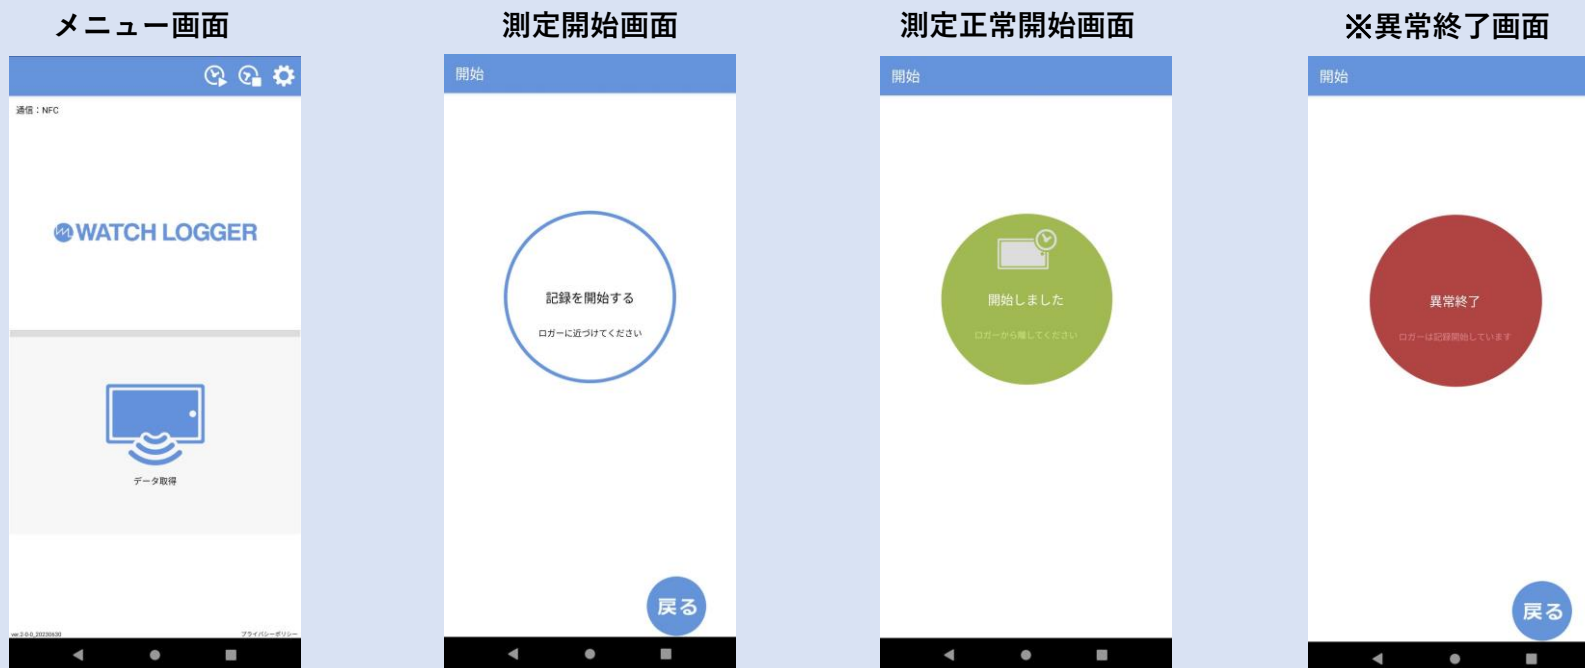 メニュー画面
通信：NFC
WATCH LOGGER
データ取得
ver.2-0-0_20230630
プライバシーポリシー
測定開始画面
開始
記録を開始する
ロガーに近づけてください
戻る
測定正常開始画面
開始
開始しました
ロガーから離してください
※異常終了画面
開始
異常終了
ロガーは記録開始しています
戻る